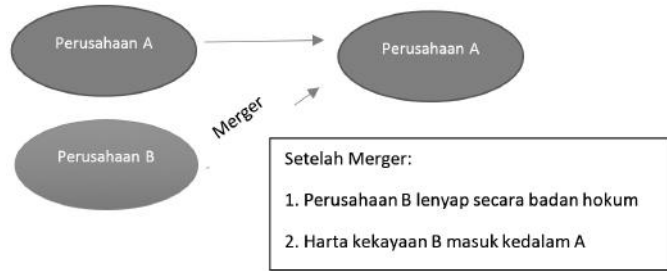 Perusahaan A
Perusahaan A
Merger
Perusahaan B
Setelah Merger:
1. Perusahaan B lenyap secara badan hokum
2. Harta kekayaan B masuk kedalam A